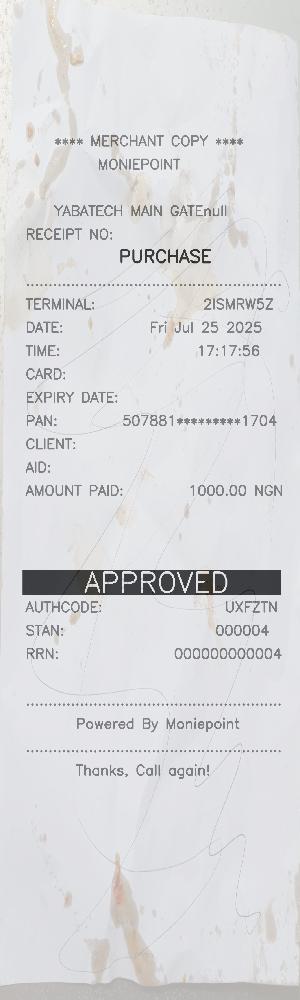 **** MERCHANT COPY ****
MONIEPOINT
YABATECH MAIN GATEnull
RECEIPT NO:
PURCHASE
TERMINAL: 2ISMRW5Z
DATE: Fri Jul 25 2025
TIME: 17:17:56
CARD:
EXPIRY DATE:
PAN: 507881*********1704
CLIENT:
AID:
AMOUNT PAID: 1000.00 NGN
APPROVED
AUTHCODE: UXFZTN
STAN: 000004
RRN: 000000000004
Powered By Moniepoint
Thanks, Call again!